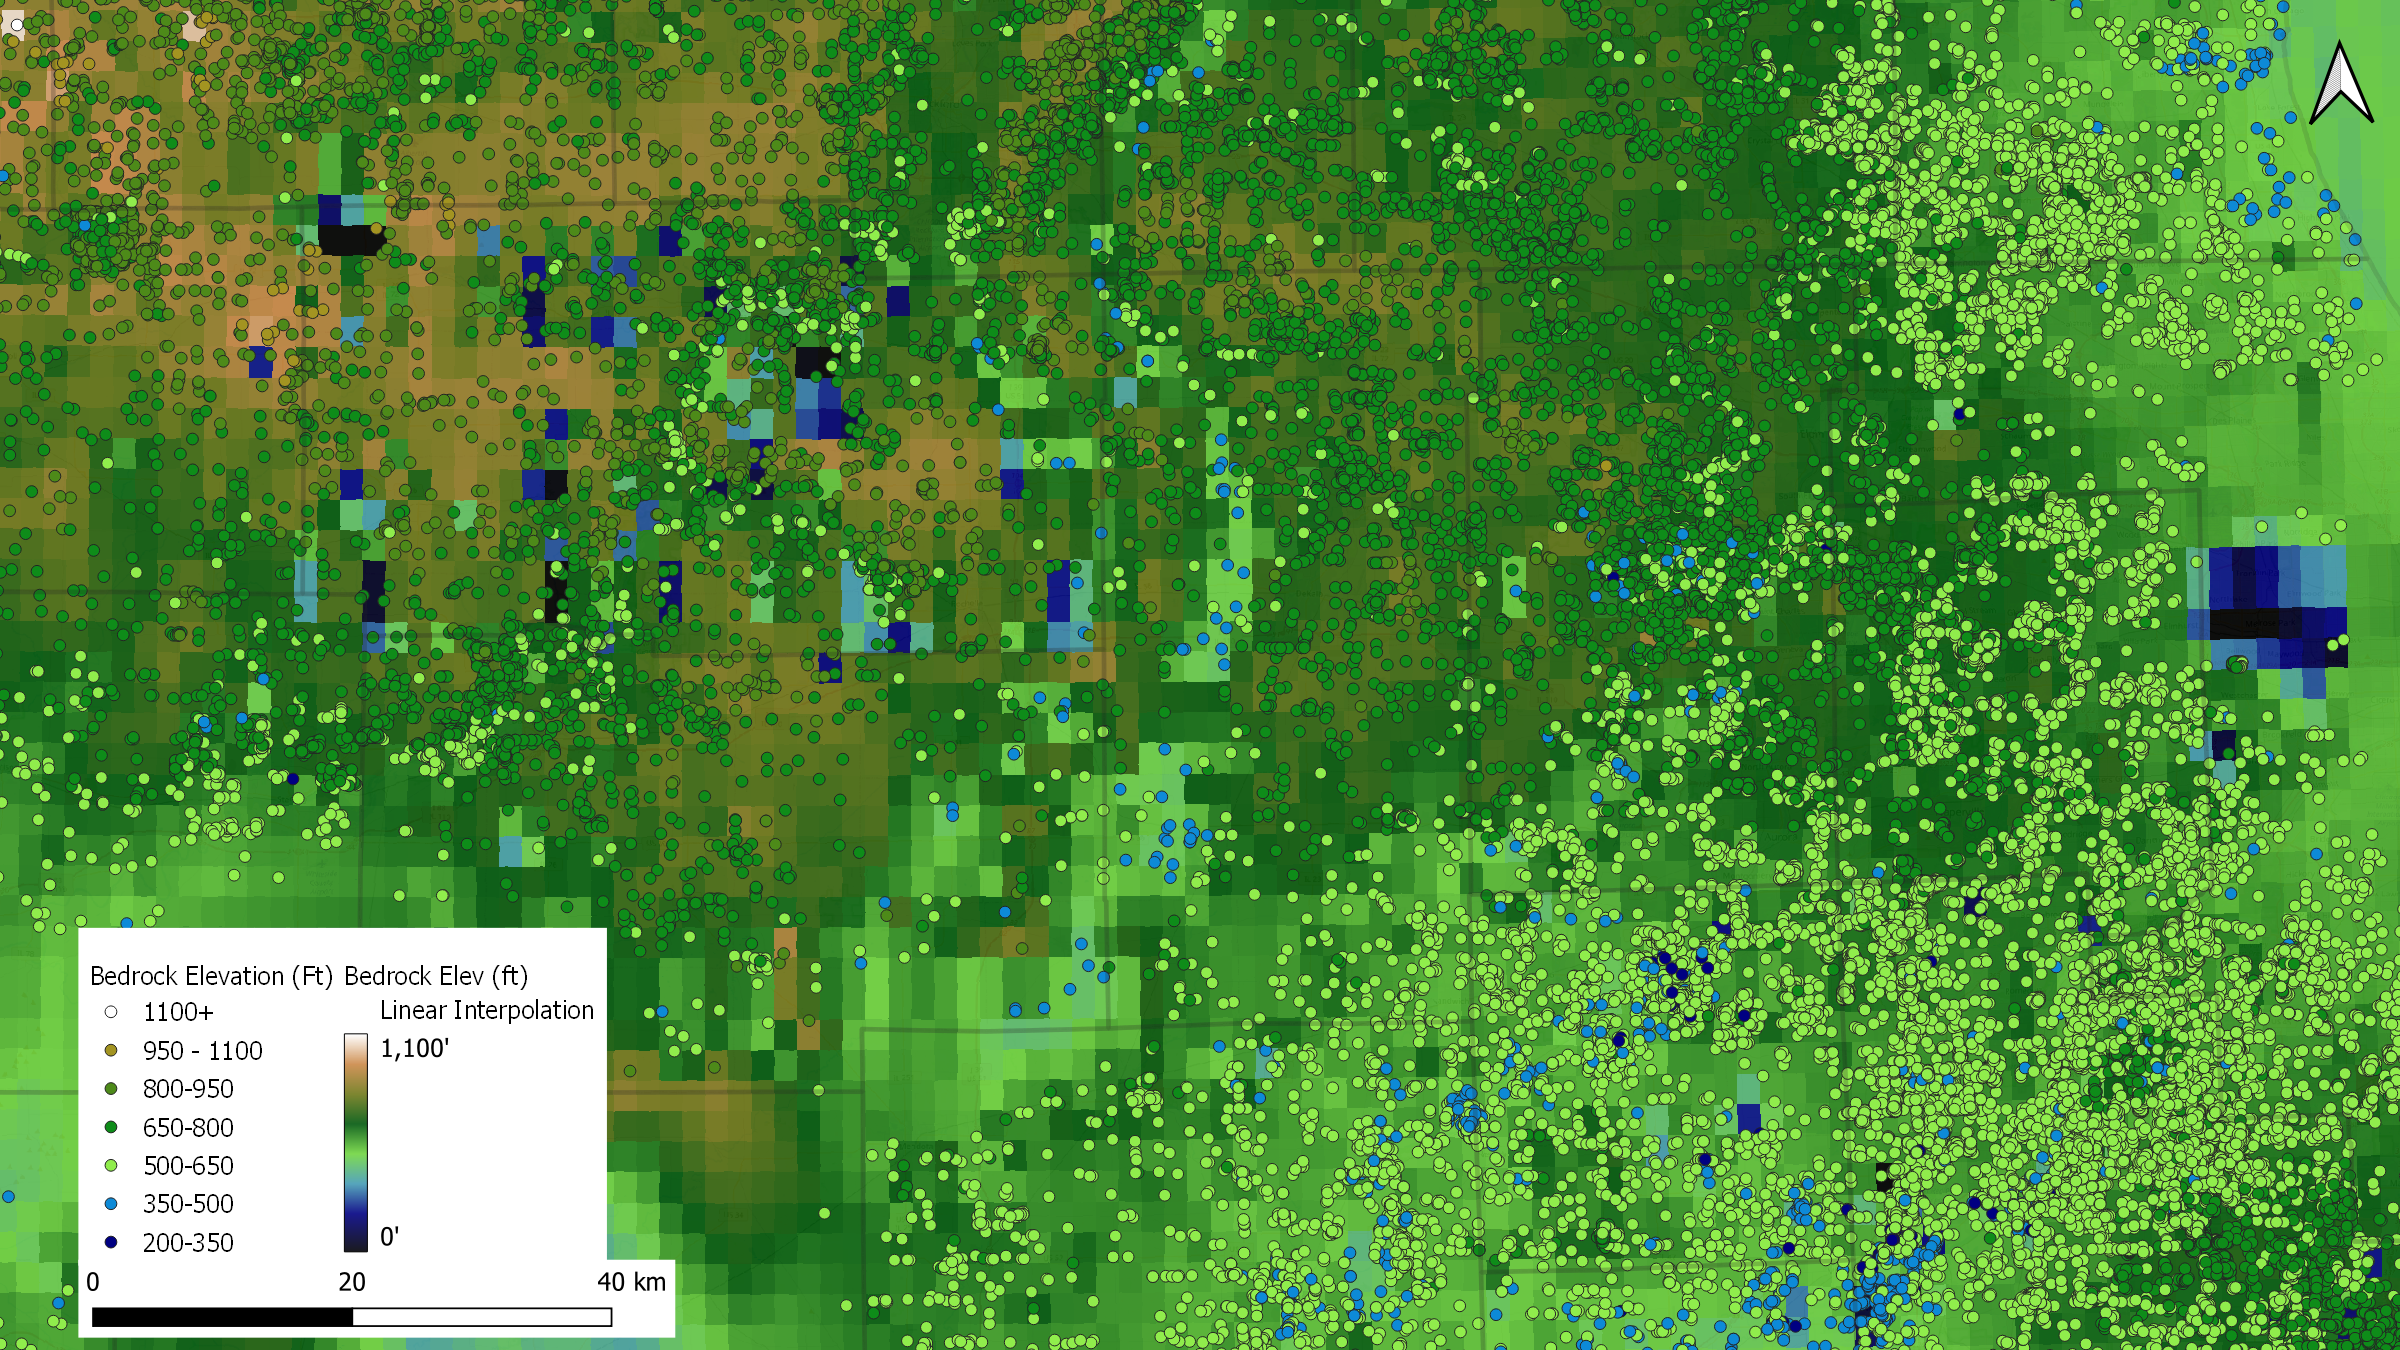 Bedrock Elevation (Ft) Bedrock Elev (ft)
1100+
950 - 1100
800-950
650-800
500-650
350-500
200-350
Linear Interpolation
1,100'
0'
0 20 40 km